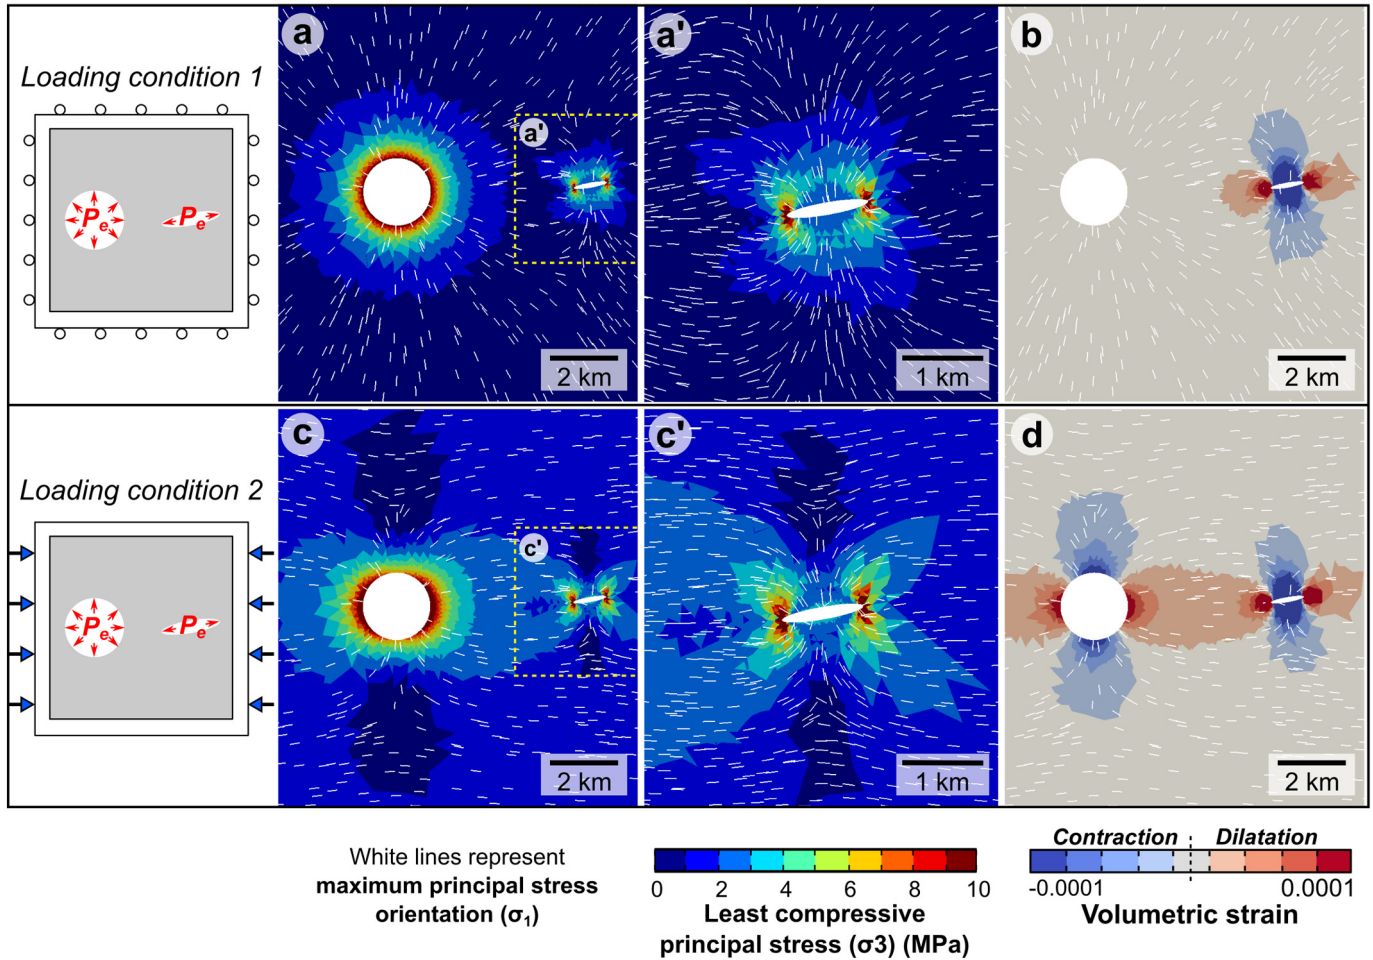 Loading condition 1
Pe
Pe
a
a'
2 km
a'
1 km
b
2 km
Loading condition 2
Pe
Pe
c
c'
2 km
c'
1 km
d
2 km
White lines represent
maximum principal stress
orientation (σ1)
0 2 4 6 8 10
Least compressive
principal stress (σ3) (MPa)
Contraction Dilatation
-0.0001 0.0001
Volumetric strain